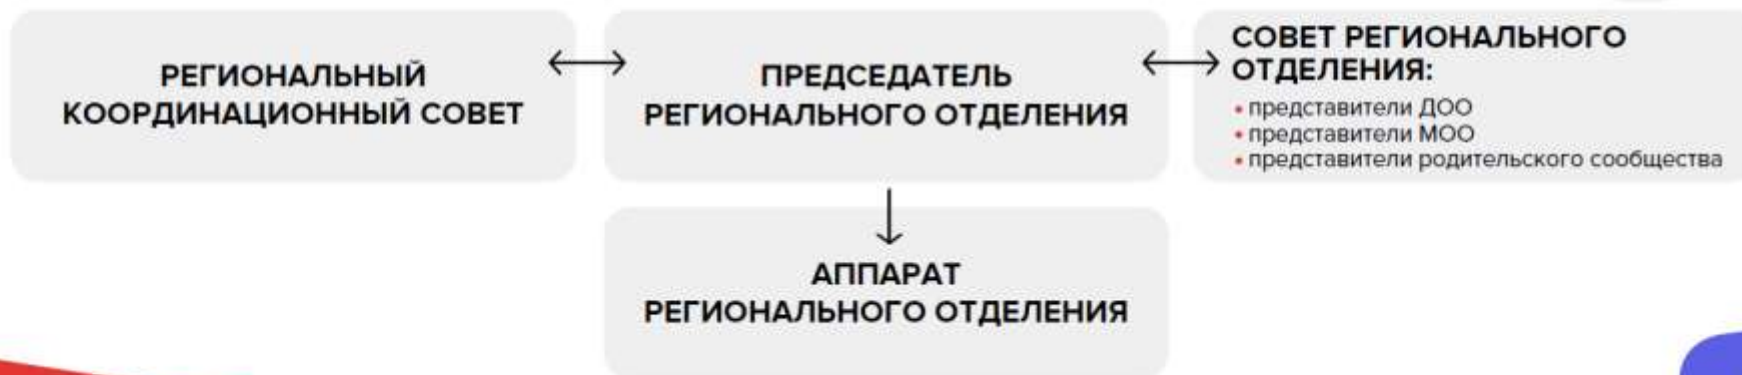 РЕГИОНАЛЬНЫЙ
КООРДИНАЦИОННЫЙ СОВЕТ
ПРЕДСЕДАТЕЛЬ
РЕГИОНАЛЬНОГО ОТДЕЛЕНИЯ
СОВЕТ РЕГИОНАЛЬНОГО
ОТДЕЛЕНИЯ:
• представители ДОО
• представители МОО
• представители родительского сообщества
АППАРАТ
РЕГИОНАЛЬНОГО ОТДЕЛЕНИЯ